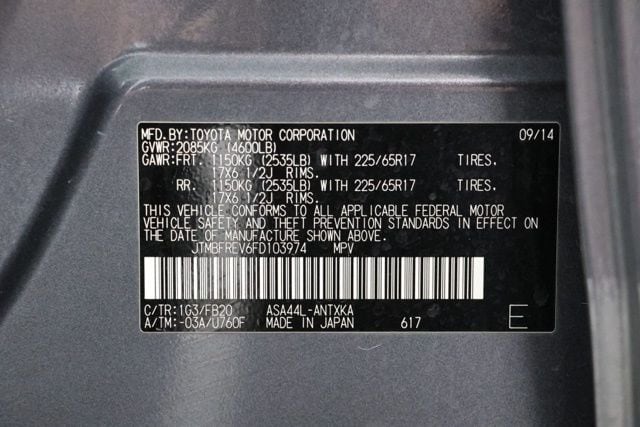 MFD.BY:TOYOTA MOTOR CORPORATION 09/14
GVWR:2085KG (4600LB)
GAWR:FRT. 1150KG (2535LB) WITH 225/65R17 TIRES.
17X6 1/2J RIMS.
RR. 1150KG (2535LB) WITH 225/65R17 TIRES.
17X6 1/2J RIMS.
THIS VEHICLE CONFORMS TO ALL APPLICABLE FEDERAL MOTOR
VEHICLE SAFETY AND THEFT PREVENTION STANDARDS IN EFFECT ON
THE DATE OF MANUFACTURE SHOWN ABOVE.
JTMBFREV6FD103974 MPV
C/TR:1G3/FB20 ASA44L-ANTXKA
A/TM:-03A/U760F MADE IN JAPAN 617 E